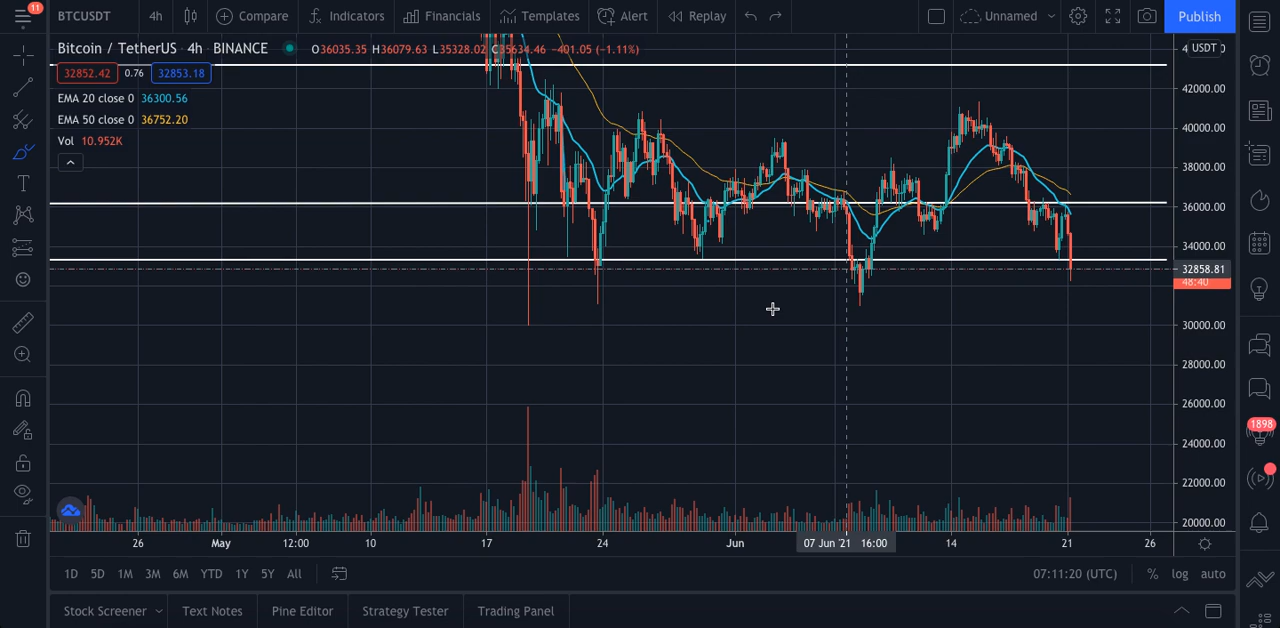 11 BTCUSDT 4h Compare Indicators Financials Templates Alert Replay Unnamed Publish
Bitcoin / TetherUS · 4h · BINANCE O36035.35 H36079.63 L35328.02 C35634.46 −401.05 (−1.11%) USDT
32852.42 0.76 32853.18
EMA 20 close 0 36300.56
EMA 50 close 0 36752.20
Vol 10.952K
42000.00
40000.00
38000.00
36000.00
34000.00
32858.81
48:40
30000.00
28000.00
26000.00
24000.00
22000.00
20000.00
1898
26 May 12:00 10 17 24 Jun 07 Jun '21 16:00 14 21 26
1D 5D 1M 3M 6M YTD 1Y 5Y All 07:11:20 (UTC) % log auto
Stock Screener Text Notes Pine Editor Strategy Tester Trading Panel